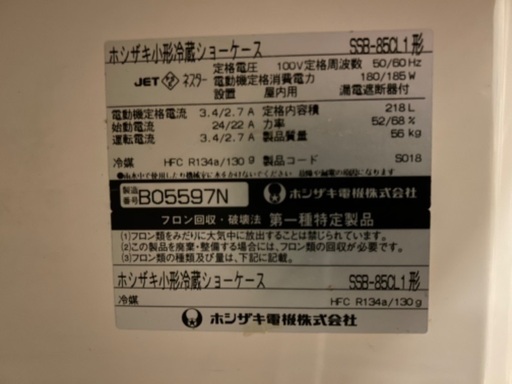 ホシザキ小形冷蔵ショーケース SSB-85CL1形
定格電圧 100V 定格周波数 50/60Hz
JET ネスター 電動機定格消費電力 180/185W
設置 屋内用 漏電遮断器付
電動機定格電流 3.4/2.7A 定格内容積 218L
始動電流 24/22A 力率 52/68%
運転電流 3.4/2.7A 製品質量 56kg
冷媒 HFC R134a/130g 製品コード S018
製造番号 B05597N ホシザキ電機株式会社
フロン回収・破壊法 第一種特定製品
(1)フロン類をみだりに大気中に放出することは禁じられています。
(2)この製品を廃棄・整備する場合には、フロン類の回収が必要です。
(3)フロン類の種類及び量は、下記に記載。
ホシザキ小形冷蔵ショーケース SSB-85CL1形
冷媒 HFC R134a/130g
ホシザキ電機株式会社